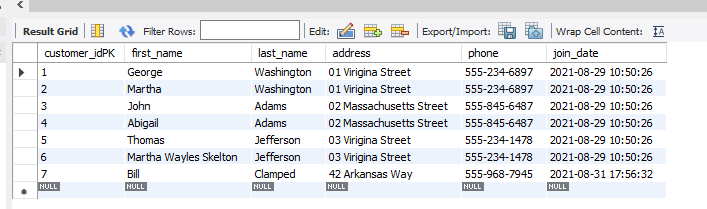 Result Grid Filter Rows: Edit: Export/Import: Wrap Cell Content: IA
customer_idPK first_name last_name address phone join_date
1 George Washington 01 Virigina Street 555-234-6897 2021-08-29 10:50:26
2 Martha Washington 01 Virigina Street 555-234-6897 2021-08-29 10:50:26
3 John Adams 02 Massachusetts Street 555-845-6487 2021-08-29 10:50:26
4 Abigail Adams 02 Massachusetts Street 555-845-6487 2021-08-29 10:50:26
5 Thomas Jefferson 03 Virigina Street 555-234-1478 2021-08-29 10:50:26
6 Martha Wayles Skelton Jefferson 03 Virigina Street 555-234-1478 2021-08-29 10:50:26
7 Bill Clamped 42 Arkansas Way 555-968-7945 2021-08-31 17:56:32
NULL NULL NULL NULL NULL NULL